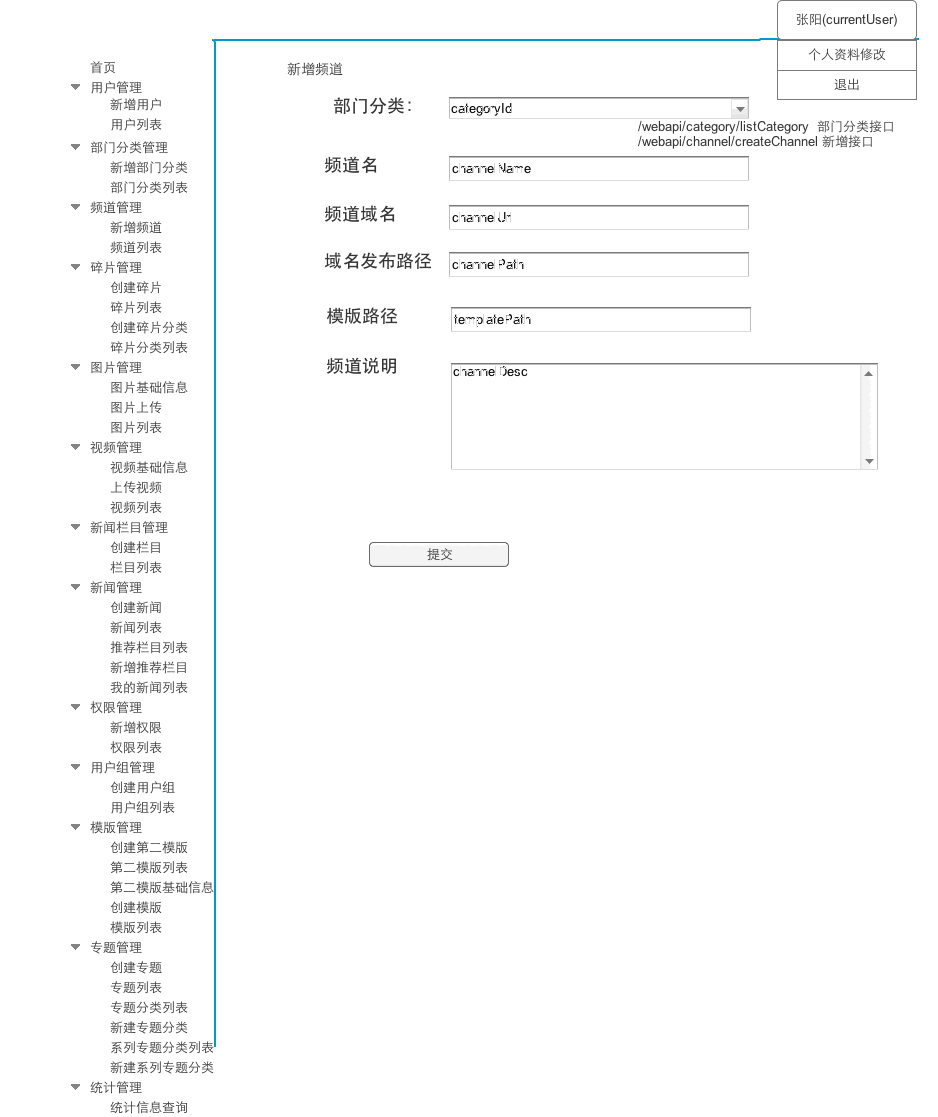 张阳(currentUser)
个人资料修改
退出
首页
用户管理
新增用户
用户列表
部门分类管理
新增部门分类
部门分类列表
频道管理
新增频道
频道列表
碎片管理
创建碎片
碎片列表
创建碎片分类
碎片分类列表
图片管理
图片基础信息
图片上传
图片列表
视频管理
视频基础信息
上传视频
视频列表
新闻栏目管理
创建栏目
栏目列表
新闻管理
创建新闻
新闻列表
推荐栏目列表
新增推荐栏目
我的新闻列表
权限管理
新增权限
权限列表
用户组管理
创建用户组
用户组列表
模版管理
创建第二模版
第二模版列表
第二模版基础信息
创建模版
模版列表
专题管理
创建专题
专题列表
专题分类列表
新建专题分类
系列专题分类列表
新建系列专题分类
统计管理
统计信息查询
新增频道
部门分类: categoryId
/webapi/category/listCategory 部门分类接口
/webapi/channel/createChannel 新增接口
频道名 channelName
频道域名 channelUrl
域名发布路径 channelPath
模版路径 templatePath
频道说明 channelDesc
提交